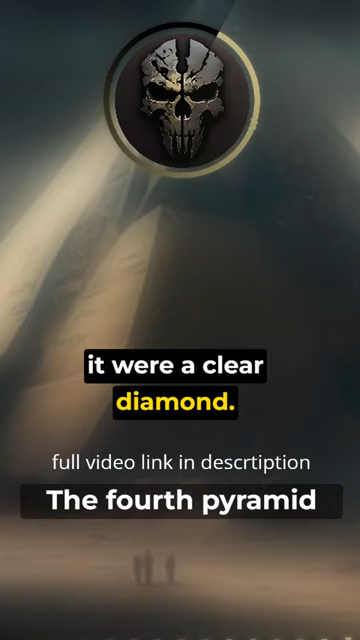 it were a clear
diamond.
full video link in descrtiption
The fourth pyramid